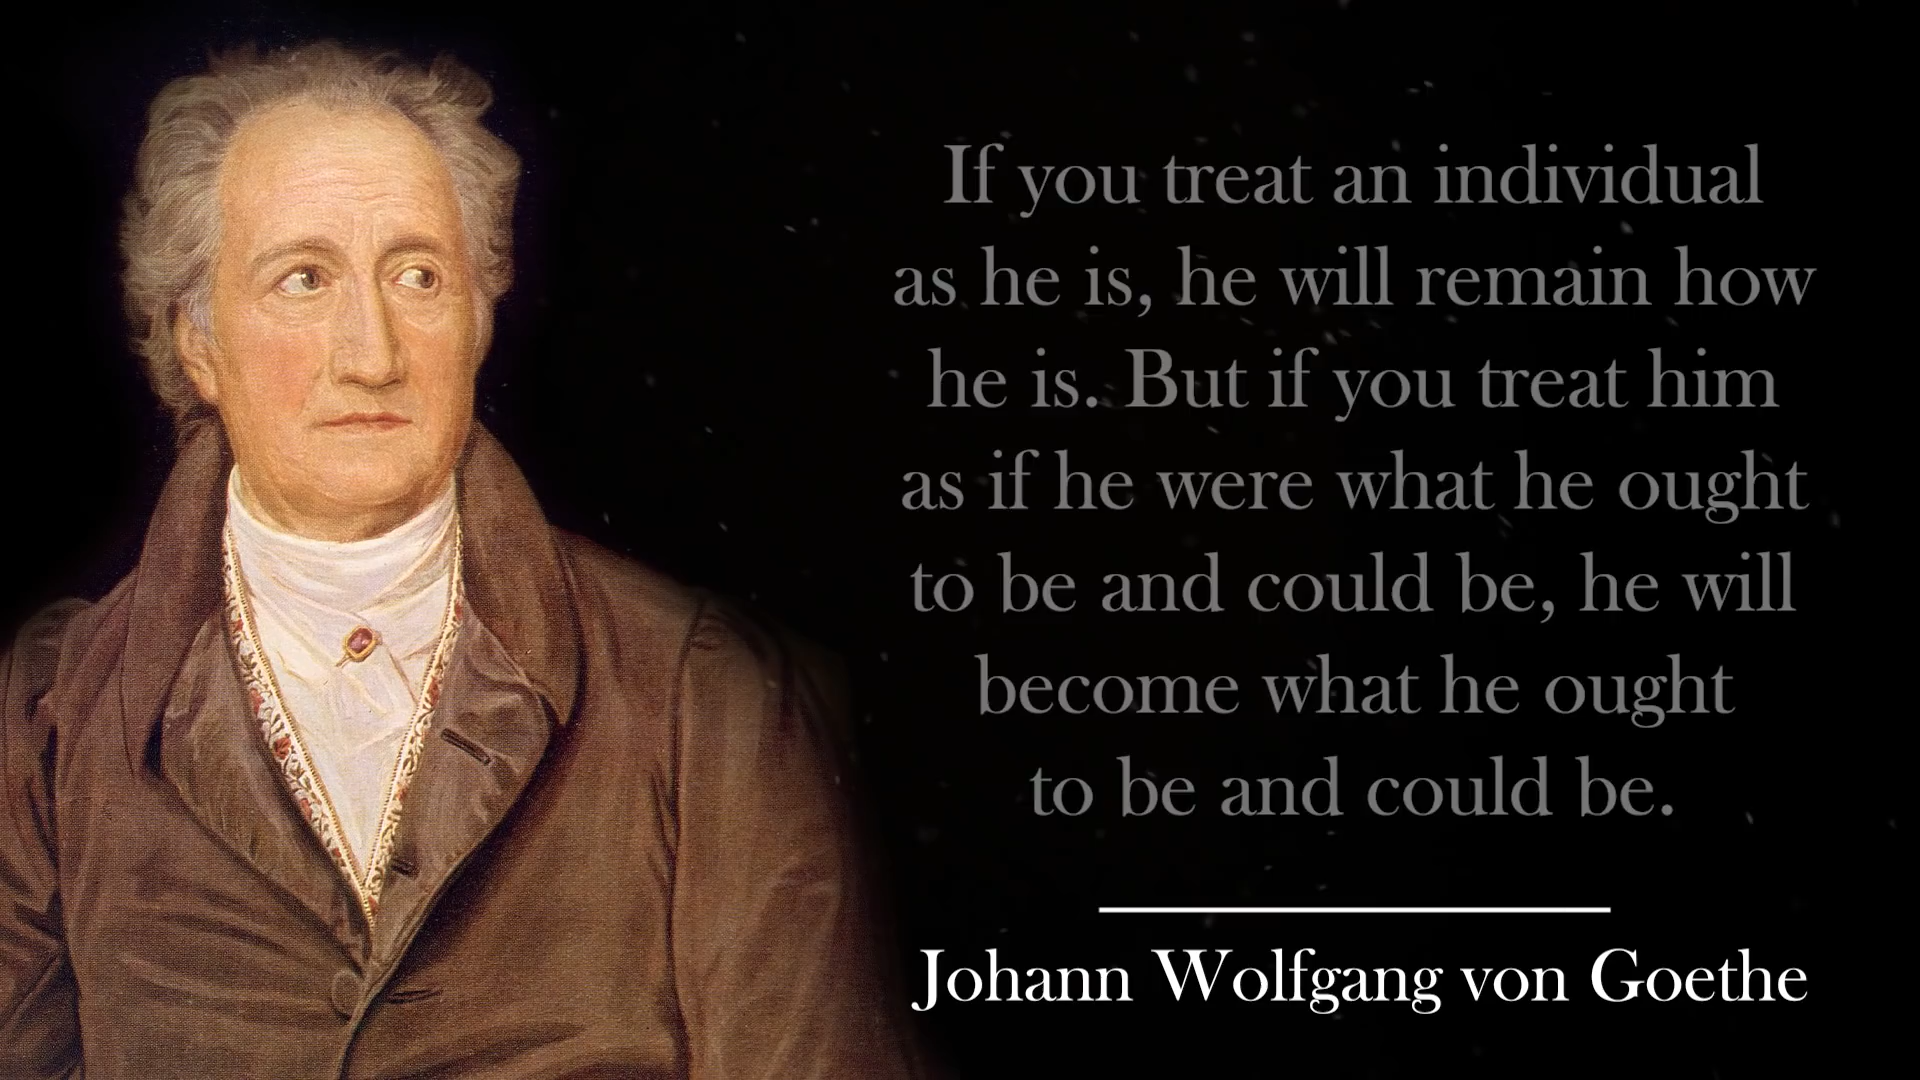 If you treat an individual
as he is, he will remain how
he is. But if you treat him
as if he were what he ought
to be and could be, he will
become what he ought
to be and could be.
Johann Wolfgang von Goethe